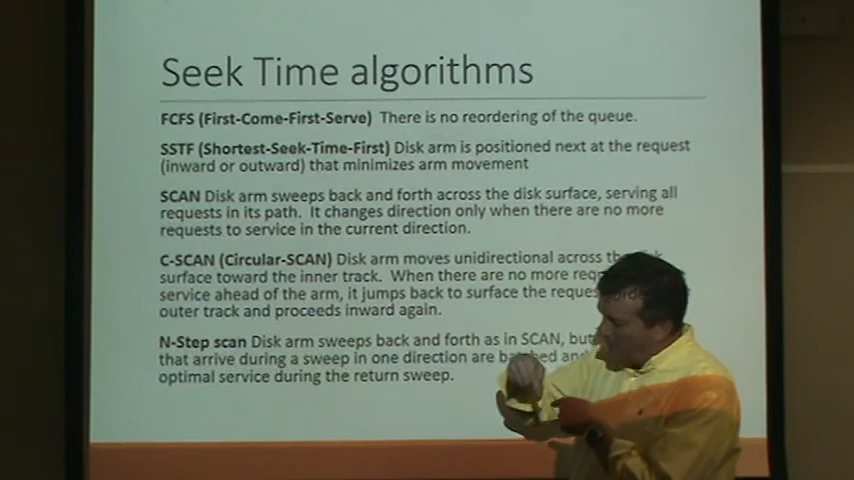 Seek Time algorithms
FCFS (First-Come-First-Serve) There is no reordering of the queue.
SSTF (Shortest-Seek-Time-First) Disk arm is positioned next at the request
(inward or outward) that minimizes arm movement
SCAN Disk arm sweeps back and forth across the disk surface, serving all
requests in its path. It changes direction only when there are no more
requests to service in the current direction.
C-SCAN (Circular-SCAN) Disk arm moves unidirectional across the disk
surface toward the inner track. When there are no more
service ahead of the arm, it jumps back to surface the
outer track and proceeds inward again.
N-Step scan Disk arm sweeps back and forth as in SCAN, but
that arrive during a sweep in one direction are batched
optimal service during the return sweep.